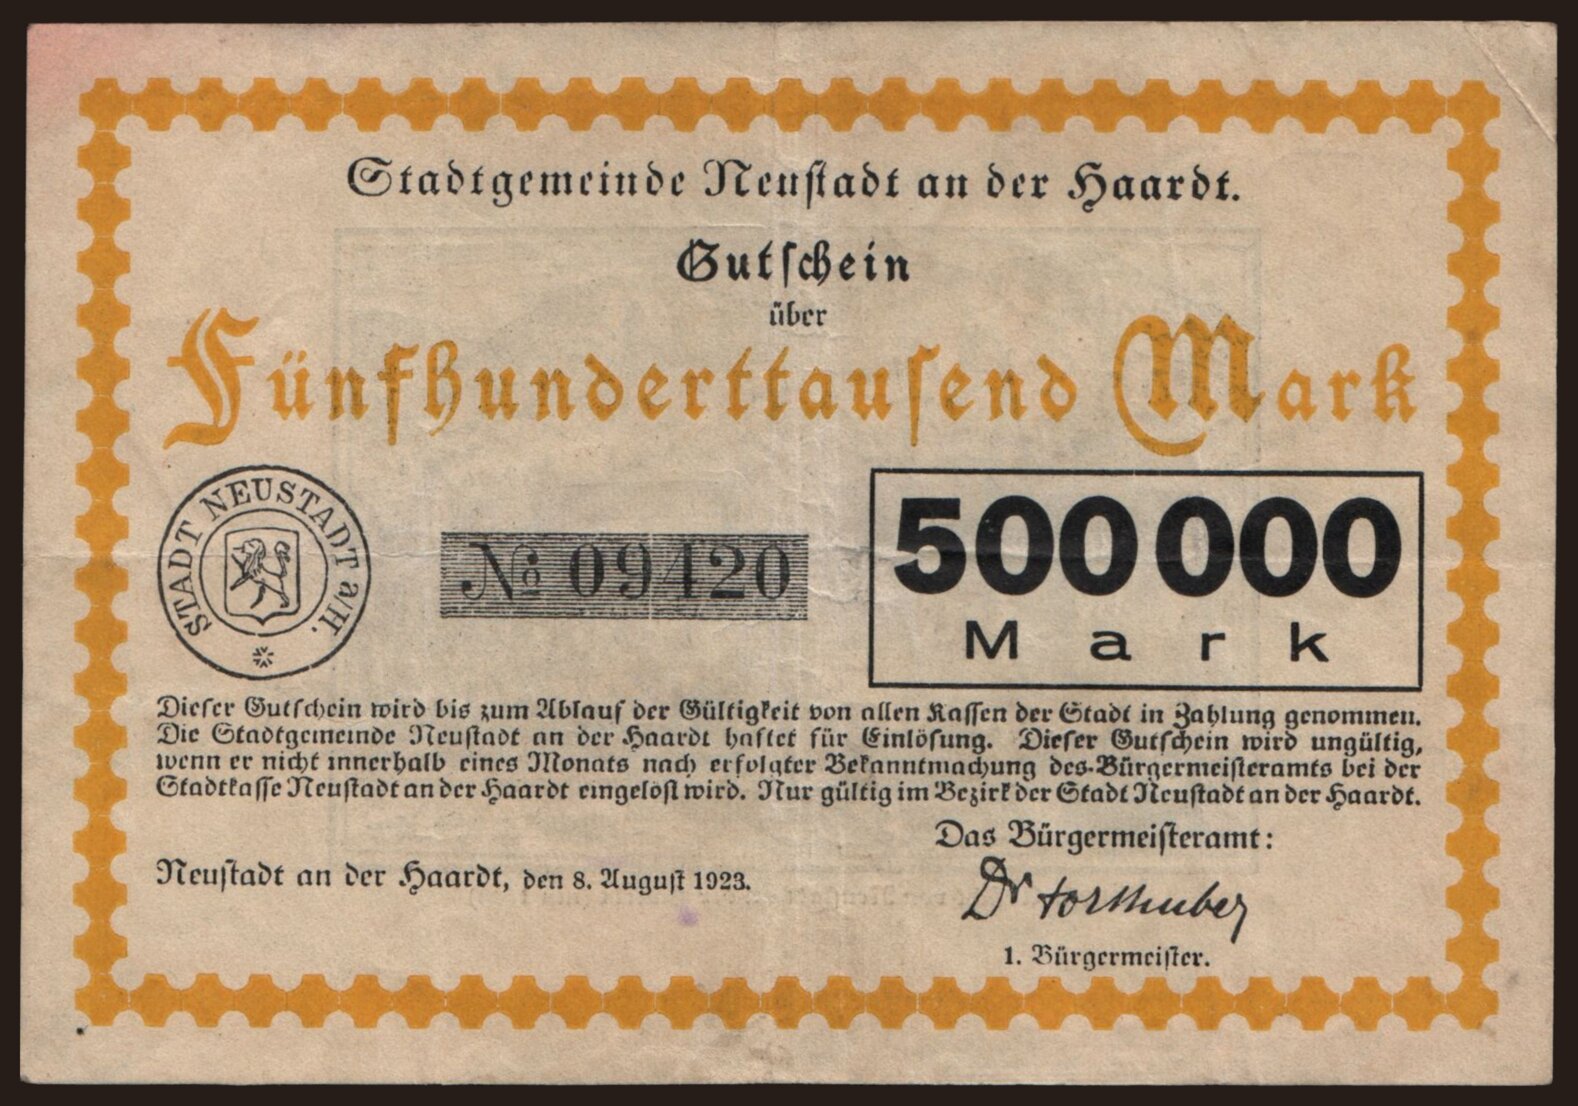 Stadtgemeinde Neustadt an der Haardt.
Gutschein
über
Fünfhunderttausend Mark
STADT NEUSTADT a/H.
№ 09420
500 000
Mark
Dieser Gutschein wird bis zum Ablauf der Gültigkeit von allen Kassen der Stadt in Zahlung genommen.
Die Stadtgemeinde Neustadt an der Haardt haftet für Einlösung. Dieser Gutschein wird ungültig,
wenn er nicht innerhalb eines Monats nach erfolgter Bekanntmachung des Bürgermeisteramts bei der
Stadtkasse Neustadt an der Haardt eingelöst wird. Nur gültig im Bezirk der Stadt Neustadt an der Haardt.
Das Bürgermeisteramt:
Neustadt an der Haardt, den 8. August 1923.
Dr
1. Bürgermeister.